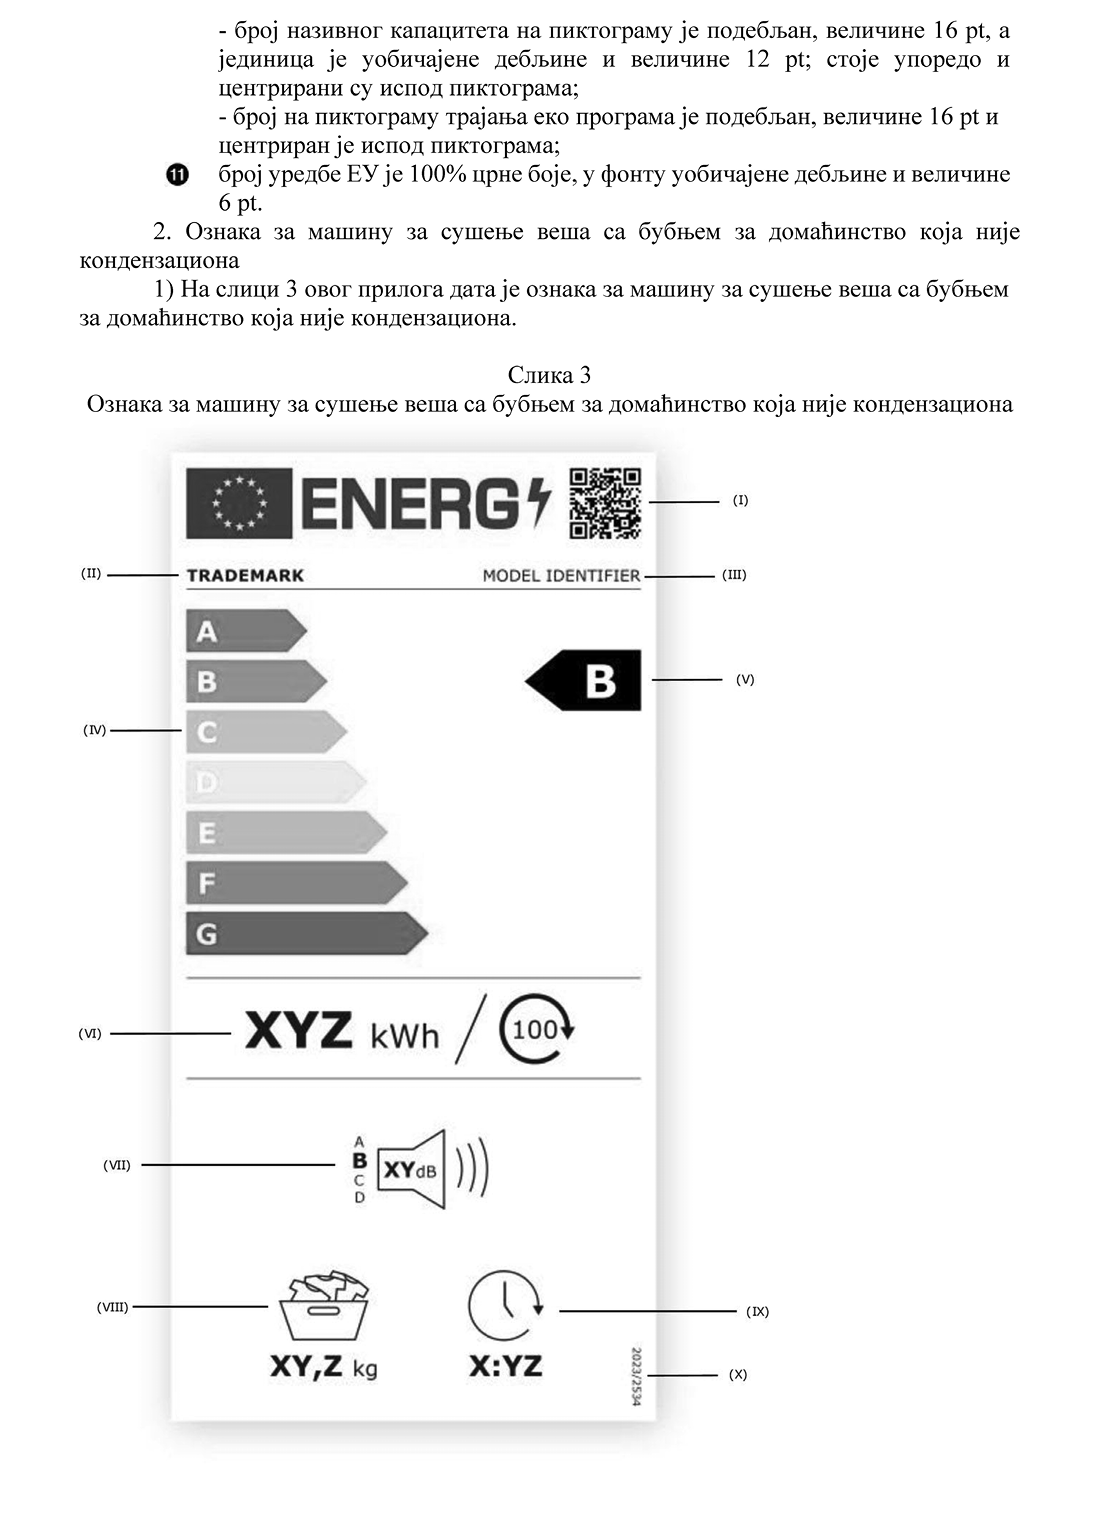 - број називног капацитета на пиктограму је подебљан, величине 16 pt, а
јединица је уобичајене дебљине и величине 12 pt; стоје упоредо и
центрирани су испод пиктограма;
- број на пиктограму трајања еко програма је подебљан, величине 16 pt и
центриран је испод пиктограма;
11 број уредбе ЕУ је 100% црне боје, у фонту уобичајене дебљине и величине
6 pt.
2. Ознака за машину за сушење веша са бубњем за домаћинство која није
кондензациона
1) На слици 3 овог прилога дата је ознака за машину за сушење веша са бубњем
за домаћинство која није кондензациона.
Слика 3
Ознака за машину за сушење веша са бубњем за домаћинство која није кондензациона
ENERG
(I)
(II) TRADEMARK MODEL IDENTIFIER (III)
A
B
B (V)
(IV) C
D
E
F
G
(VI) XYZ kWh / 100
A
(VII) B XYdB
C
D
(VIII) (IX)
XY,Z kg X:YZ
2023/2534 (X)